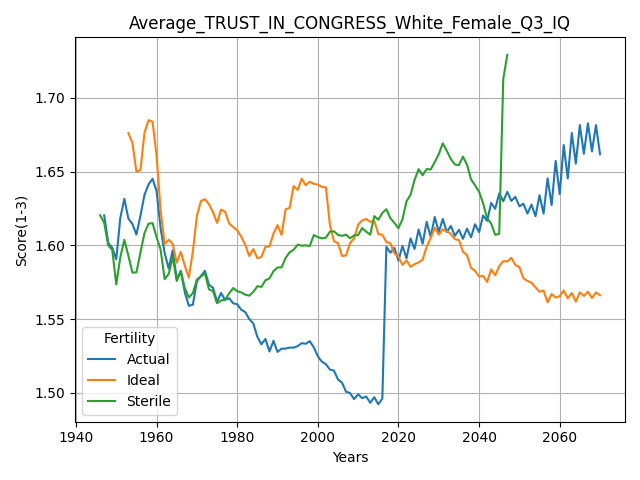 Average_TRUST_IN_CONGRESS_White_Female_Q3_IQ
Score(1-3)
1.70
1.65
1.60
1.55
1.50
Fertility
Actual
Ideal
Sterile
1940 1960 1980 2000 2020 2040 2060
Years